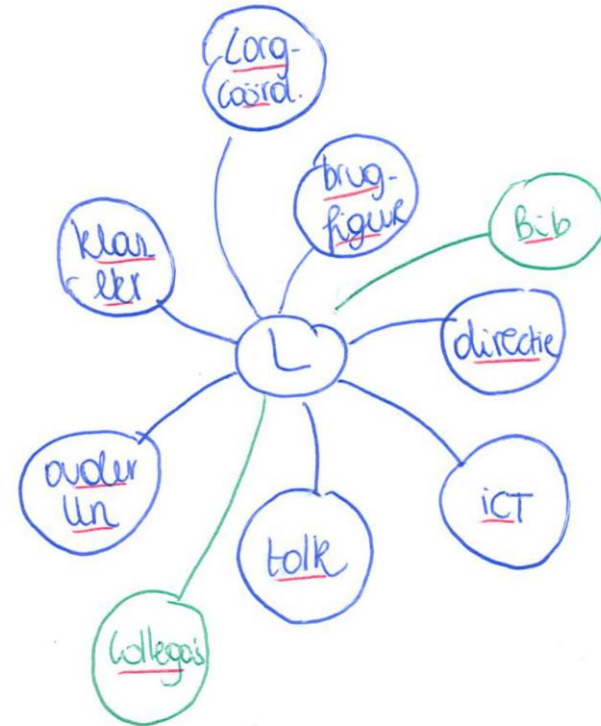 Zorg-
coörd.
brug-
figuur
Bib
klas
lkr
L
directie
ouder
lln
iCT
tolk
Collega's